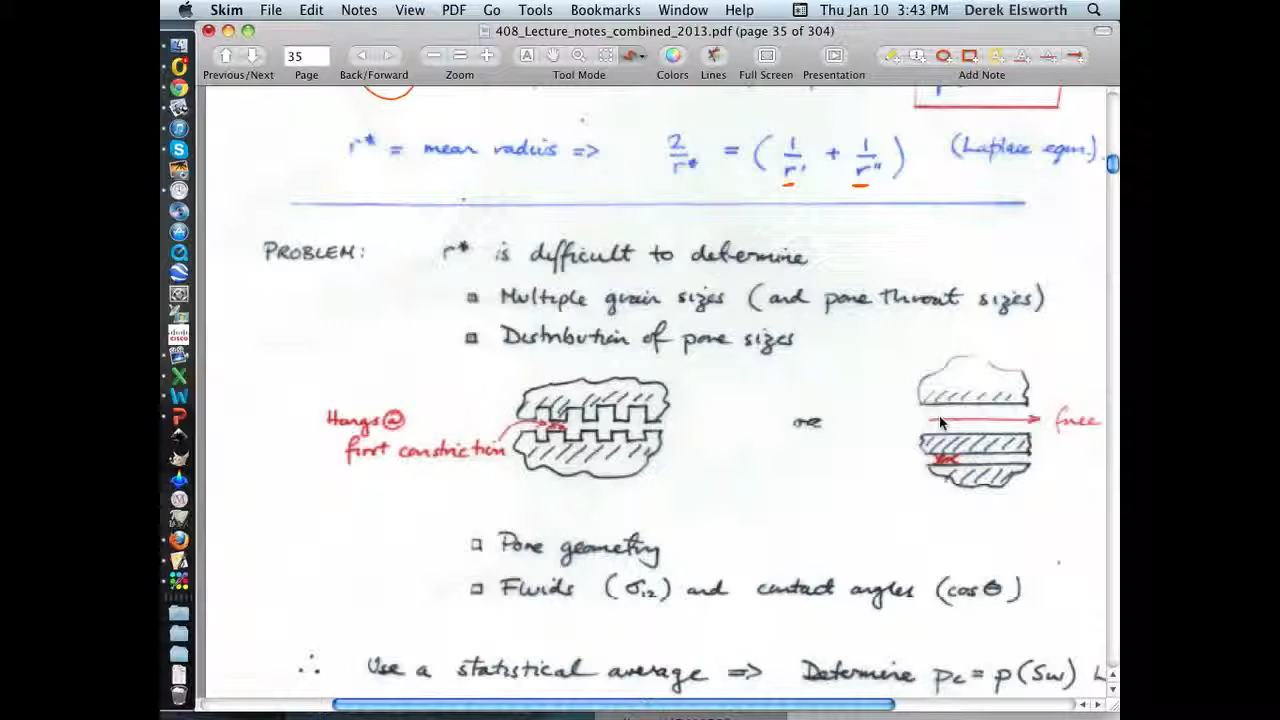 Skim File Edit Notes View PDF Go Tools Bookmarks Window Help Thu Jan 10 3:43 PM Derek Elsworth
408_Lecture_notes_combined_2013.pdf (page 35 of 304)
35
Previous/Next Page Back/Forward Zoom Tool Mode Colors Lines Full Screen Presentation Add Note
r* = mean radius => 2/r* = (1/r' + 1/r'') (Laplace eqn.)
PROBLEM: r* is difficult to determine
Multiple grain sizes (and pore throat sizes)
Distribution of pore sizes
Hangs @
first constriction
or
free
Pore geometry
Fluids (σ12) and contact angles (cosθ)
∴ Use a statistical average => Determine pc = p(Sw)